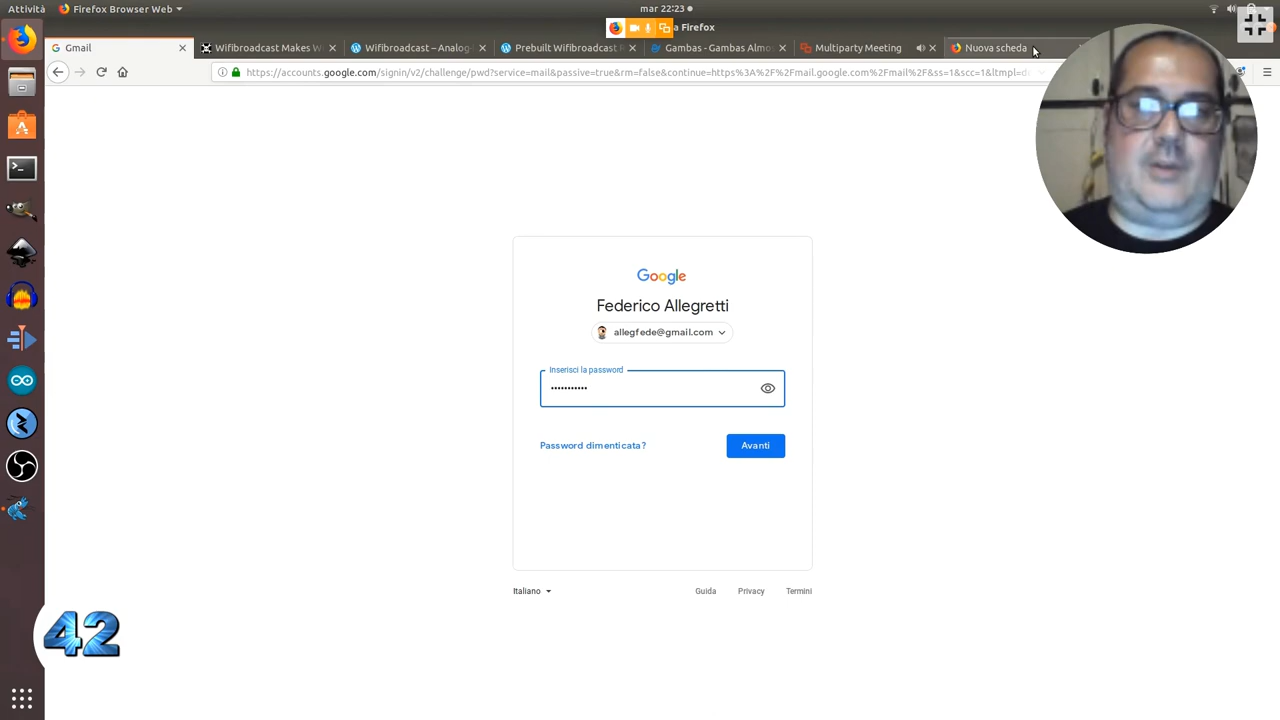 Attività
Firefox Browser Web
mar 22:23
a Firefox
Gmail
Wifibroadcast Makes W
Wifibroadcast – Analog-
Prebuilt Wifibroadcast R
Gambas - Gambas Almos
Multiparty Meeting
Nuova scheda
https://accounts.google.com/signin/v2/challenge/pwd?service=mail&passive=true&rm=false&continue=https%3A%2F%2Fmail.google.com%2Fmail%2F&ss=1&scc=1&ltmpl=de
Google
Federico Allegretti
allegfede@gmail.com
Inserisci la password
•••••••••••
Password dimenticata?
Avanti
Italiano
Guida
Privacy
Termini
42